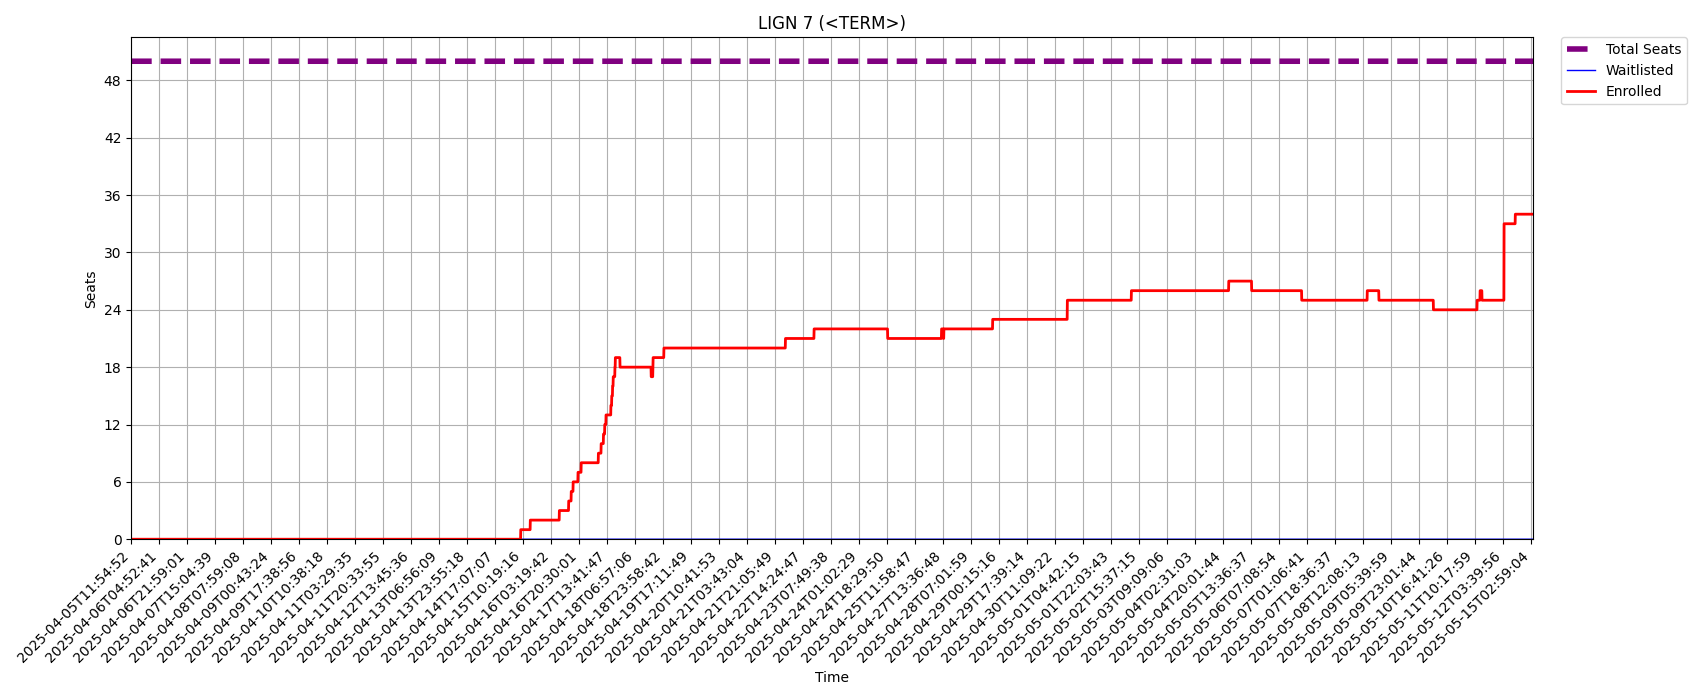 LIGN 7 (<TERM>)
Total Seats
Waitlisted
Enrolled
Seats
48
42
36
30
24
18
12
6
0
2025-04-05T11:54:52
2025-04-06T04:52:41
2025-04-06T21:59:01
2025-04-07T15:04:39
2025-04-08T07:59:08
2025-04-09T00:43:24
2025-04-09T17:38:56
2025-04-10T10:38:18
2025-04-11T03:29:35
2025-04-11T20:33:55
2025-04-12T13:45:36
2025-04-13T06:56:09
2025-04-13T23:55:18
2025-04-14T17:07:07
2025-04-15T10:19:16
2025-04-16T03:19:42
2025-04-16T20:30:01
2025-04-17T13:41:47
2025-04-18T06:57:06
2025-04-18T23:58:42
2025-04-19T17:11:49
2025-04-20T10:41:53
2025-04-21T03:43:04
2025-04-21T21:05:49
2025-04-22T14:24:47
2025-04-23T07:49:38
2025-04-24T01:02:29
2025-04-24T18:29:50
2025-04-25T11:58:47
2025-04-27T13:36:48
2025-04-28T07:01:59
2025-04-29T00:15:16
2025-04-29T17:39:14
2025-04-30T11:09:22
2025-05-01T04:42:15
2025-05-01T22:03:43
2025-05-02T15:37:15
2025-05-03T09:09:06
2025-05-04T02:31:03
2025-05-04T20:01:44
2025-05-05T13:36:37
2025-05-06T07:08:54
2025-05-07T01:06:41
2025-05-07T18:36:37
2025-05-08T12:08:13
2025-05-09T05:39:59
2025-05-09T23:01:44
2025-05-10T16:41:26
2025-05-11T10:17:59
2025-05-12T03:39:56
2025-05-15T02:59:04
Time